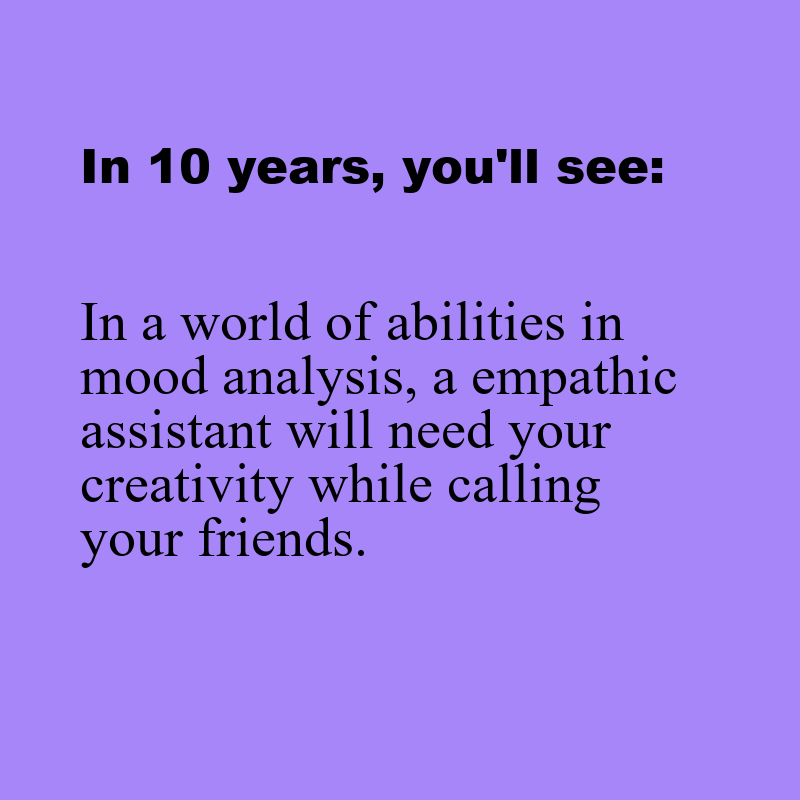 In 10 years, you'll see:
In a world of abilities in
mood analysis, a empathic
assistant will need your
creativity while calling
your friends.